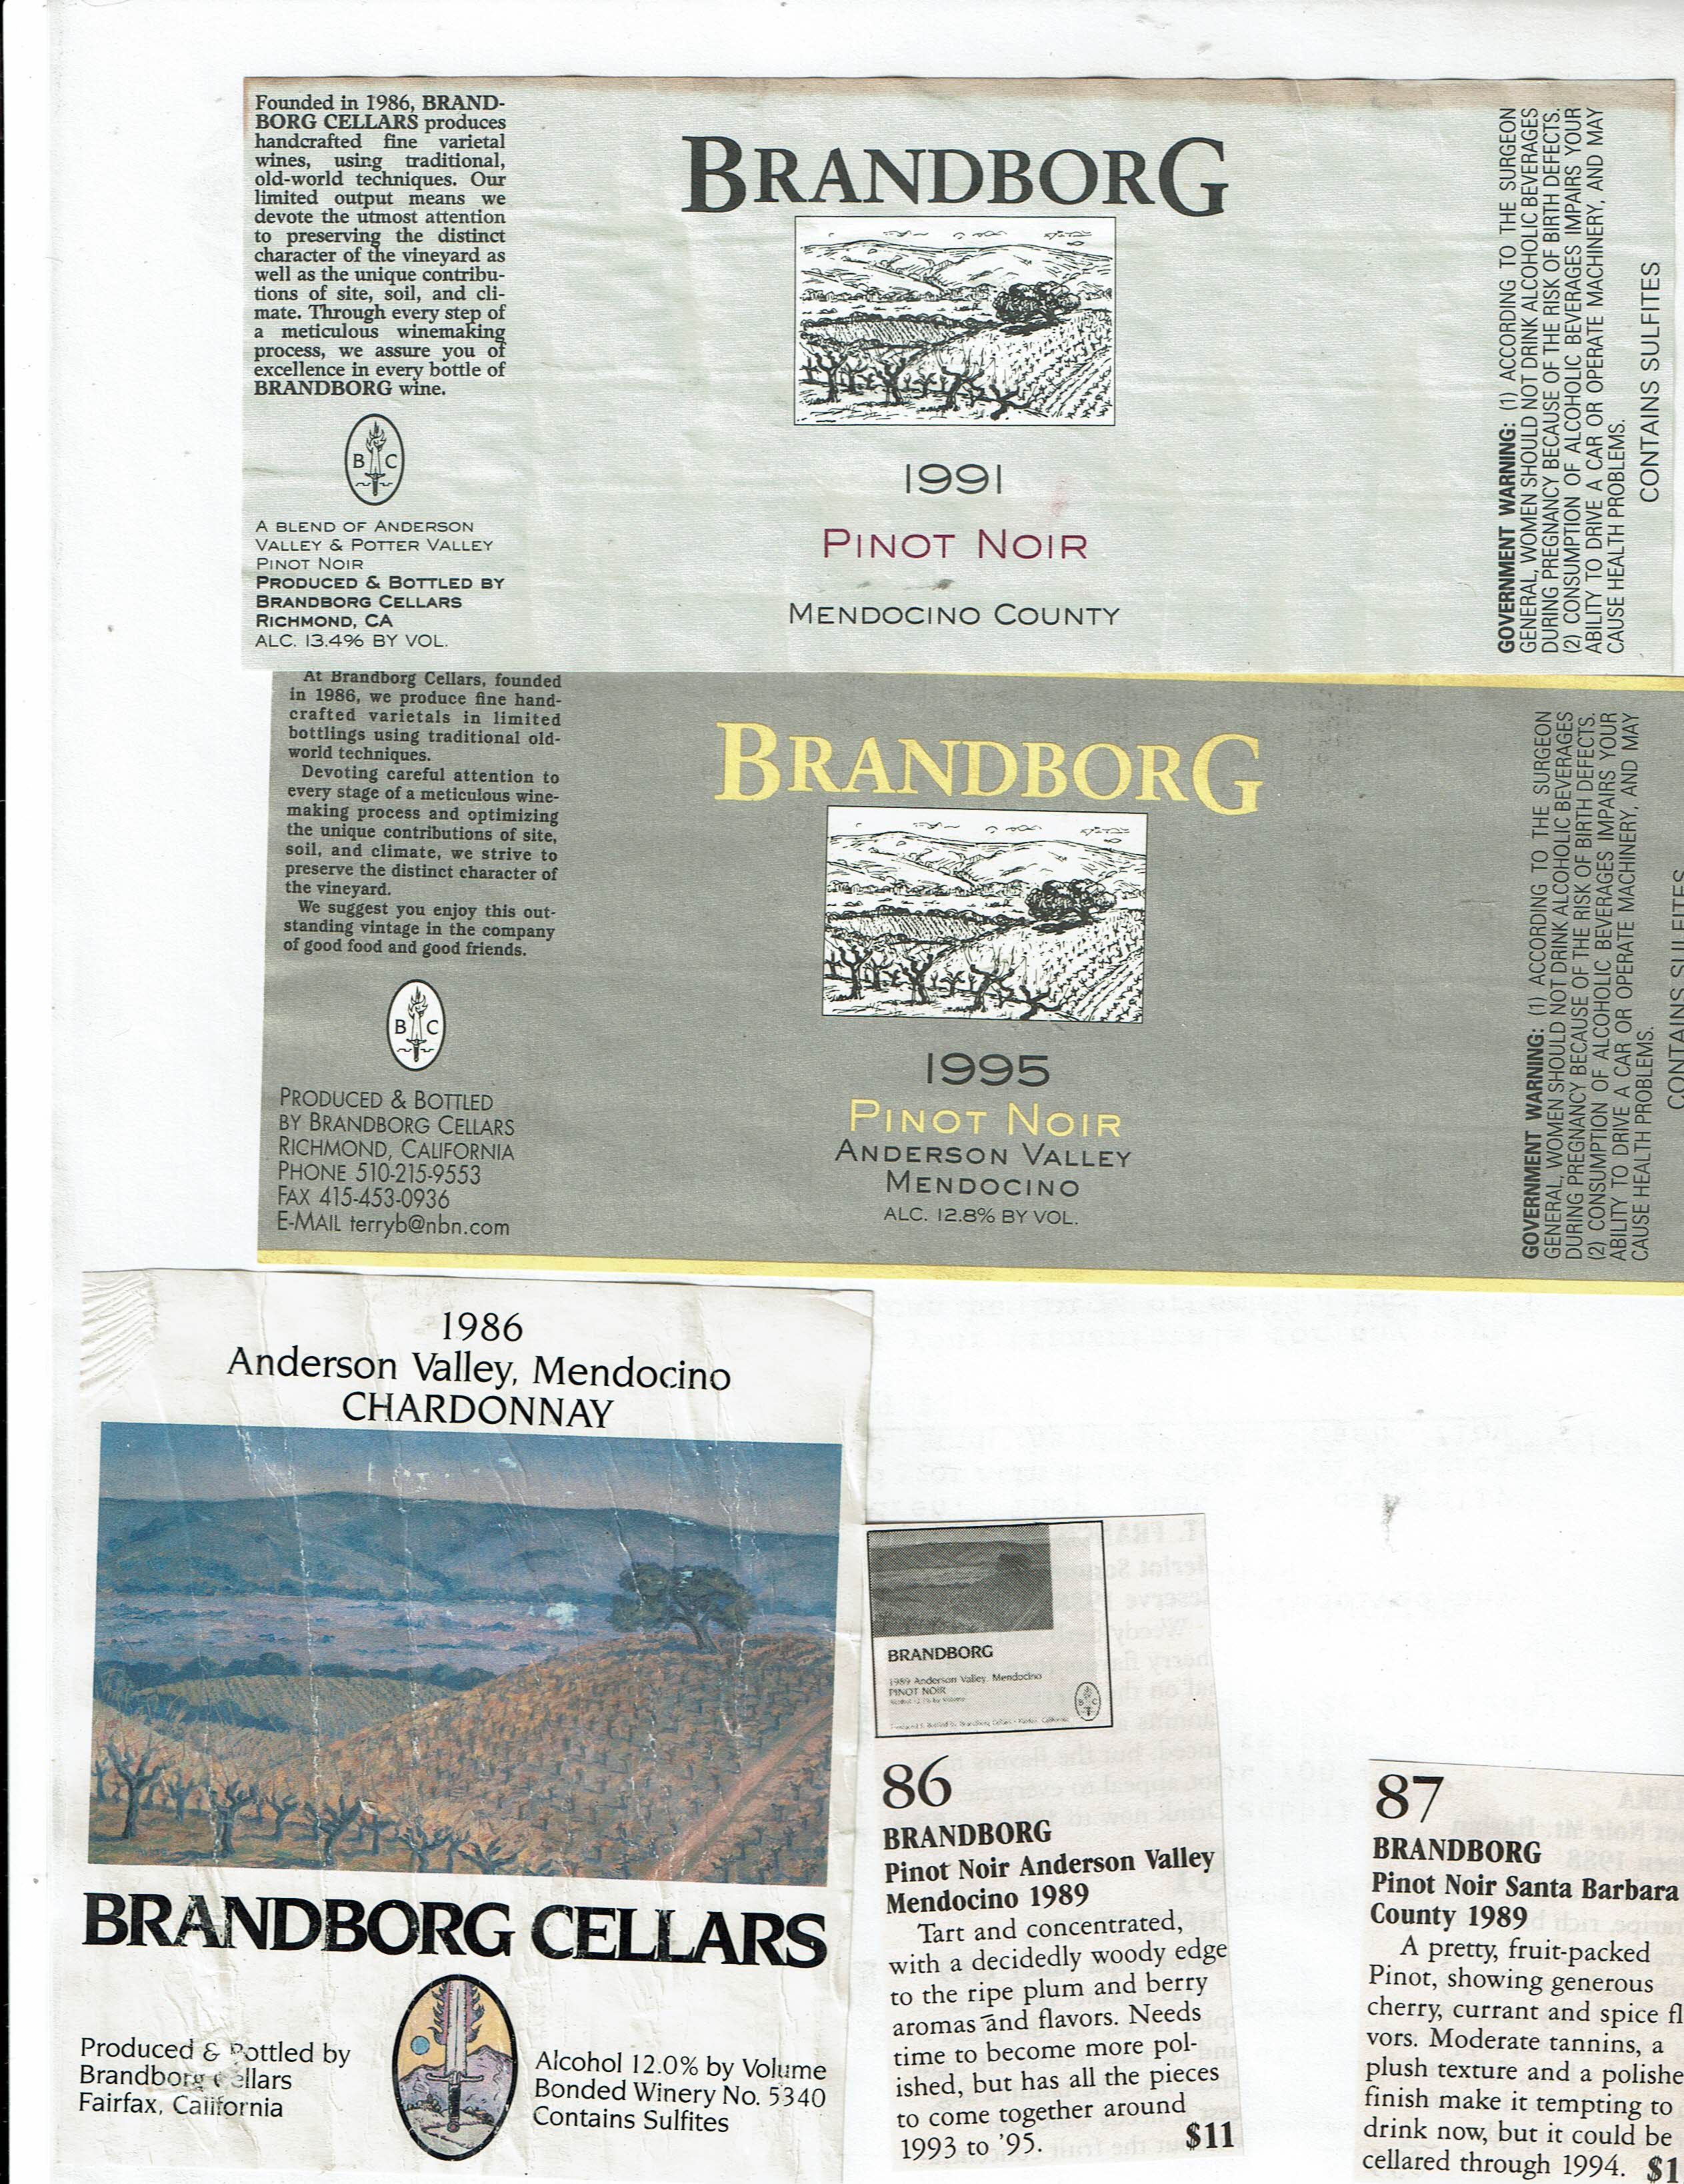 Founded in 1986, BRAND-
BORG CELLARS produces
handcrafted fine varietal
wines, using traditional,
old-world techniques. Our
limited output means we
devote the utmost attention
to preserving the distinct
character of the vineyard as
well as the unique contribu-
tions of site, soil, and cli-
mate. Through every step of
a meticulous winemaking
process, we assure you of
excellence in every bottle of
BRANDBORG wine.
B C
A BLEND OF ANDERSON
VALLEY & POTTER VALLEY
PINOT NOIR
PRODUCED & BOTTLED BY
BRANDBORG CELLARS
RICHMOND, CA
ALC. 13.4% BY VOL.
BRANDBORG
1991
PINOT NOIR
MENDOCINO COUNTY
GOVERNMENT WARNING: (1) ACCORDING TO THE SURGEON
GENERAL, WOMEN SHOULD NOT DRINK ALCOHOLIC BEVERAGES
DURING PREGNANCY BECAUSE OF THE RISK OF BIRTH DEFECTS.
(2) CONSUMPTION OF ALCOHOLIC BEVERAGES IMPAIRS YOUR
ABILITY TO DRIVE A CAR OR OPERATE MACHINERY, AND MAY
CAUSE HEALTH PROBLEMS.
CONTAINS SULFITES
At Brandborg Cellars, founded
in 1986, we produce fine hand-
crafted varietals in limited
bottlings using traditional old-
world techniques.
Devoting careful attention to
every stage of a meticulous wine-
making process and optimizing
the unique contributions of site,
soil, and climate, we strive to
preserve the distinct character of
the vineyard.
We suggest you enjoy this out-
standing vintage in the company
of good food and good friends.
B C
PRODUCED & BOTTLED
BY BRANDBORG CELLARS
RICHMOND, CALIFORNIA
PHONE 510-215-9553
FAX 415-453-0936
E-MAIL terryb@nbn.com
BRANDBORG
1995
PINOT NOIR
ANDERSON VALLEY
MENDOCINO
ALC. 12.8% BY VOL.
GOVERNMENT WARNING: (1) ACCORDING TO THE SURGEON
GENERAL, WOMEN SHOULD NOT DRINK ALCOHOLIC BEVERAGES
DURING PREGNANCY BECAUSE OF THE RISK OF BIRTH DEFECTS.
(2) CONSUMPTION OF ALCOHOLIC BEVERAGES IMPAIRS YOUR
ABILITY TO DRIVE A CAR OR OPERATE MACHINERY, AND MAY
CAUSE HEALTH PROBLEMS.
CONTAINS SULFITES
1986
Anderson Valley, Mendocino
CHARDONNAY
BRANDBORG CELLARS
Produced & Bottled by
Brandborg Cellars
Fairfax, California
Alcohol 12.0% by Volume
Bonded Winery No. 5340
Contains Sulfites
BRANDBORG
1989 Anderson Valley, Mendocino
PINOT NOIR
B C
86
BRANDBORG
Pinot Noir Anderson Valley
Mendocino 1989
Tart and concentrated,
with a decidedly woody edge
to the ripe plum and berry
aromas and flavors. Needs
time to become more pol-
ished, but has all the pieces
to come together around
1993 to '95. $11
87
BRANDBORG
Pinot Noir Santa Barbara
County 1989
A pretty, fruit-packed
Pinot, showing generous
cherry, currant and spice fl
vors. Moderate tannins, a
plush texture and a polishe
finish make it tempting to
drink now, but it could be
cellared through 1994. $1